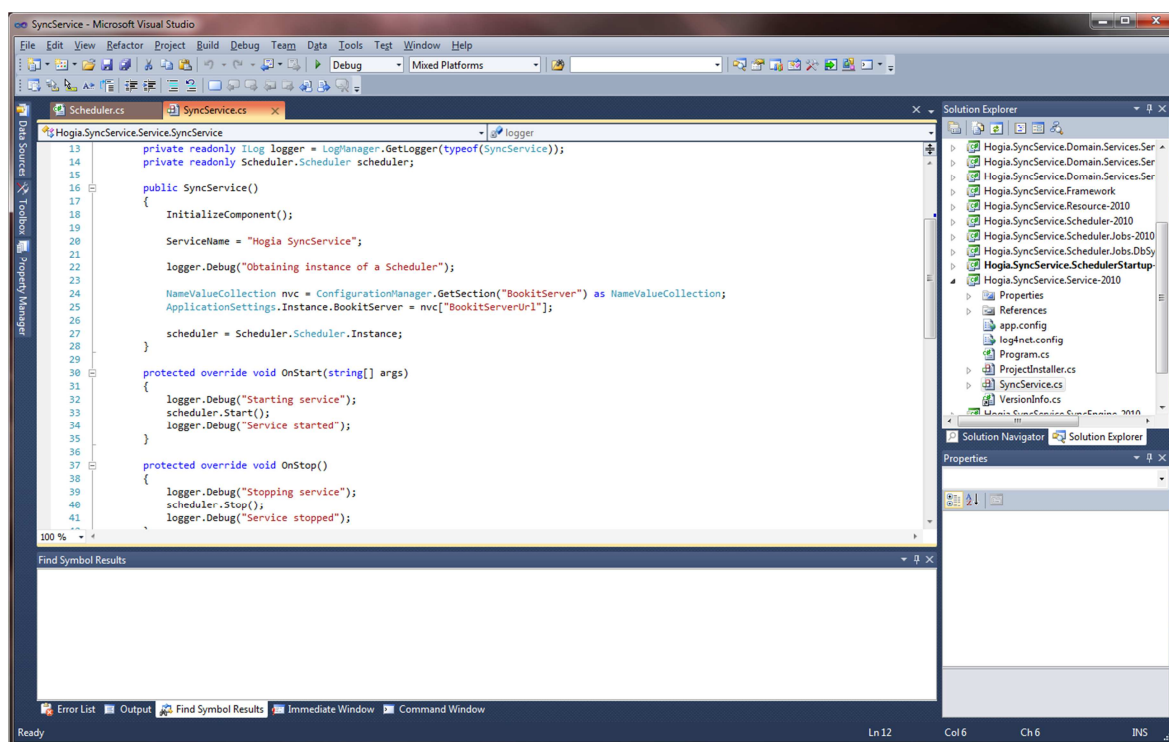 SyncService - Microsoft Visual Studio
File Edit View Refactor Project Build Debug Team Data Tools Test Window Help
Debug Mixed Platforms
Scheduler.cs SyncService.cs
Hogia.SyncService.Service.SyncService logger
13 private readonly ILog logger = LogManager.GetLogger(typeof(SyncService));
14 private readonly Scheduler.Scheduler scheduler;
15
16 public SyncService()
17 {
18 InitializeComponent();
19
20 ServiceName = "Hogia SyncService";
21
22 logger.Debug("Obtaining instance of a Scheduler");
23
24 NameValueCollection nvc = ConfigurationManager.GetSection("BookitServer") as NameValueCollection;
25 ApplicationSettings.Instance.BookitServer = nvc["BookitServerUrl"];
26
27 scheduler = Scheduler.Scheduler.Instance;
28 }
29
30 protected override void OnStart(string[] args)
31 {
32 logger.Debug("Starting service");
33 scheduler.Start();
34 logger.Debug("Service started");
35 }
36
37 protected override void OnStop()
38 {
39 logger.Debug("Stopping service");
40 scheduler.Stop();
41 logger.Debug("Service stopped");
100 %
Data Sources
Toolbox
Property Manager
Solution Explorer
Hogia.SyncService.Domain.Services.Ser
Hogia.SyncService.Domain.Services.Ser
Hogia.SyncService.Domain.Services.Ser
Hogia.SyncService.Framework
Hogia.SyncService.Resource-2010
Hogia.SyncService.Scheduler-2010
Hogia.SyncService.Scheduler.Jobs-2010
Hogia.SyncService.Scheduler.Jobs.DbSy
Hogia.SyncService.SchedulerStartup-
Hogia.SyncService.Service-2010
Properties
References
app.config
log4net.config
Program.cs
ProjectInstaller.cs
SyncService.cs
VersionInfo.cs
Hogia.SyncService.SyncEngine-2010
Solution Navigator Solution Explorer
Properties
Find Symbol Results
Error List Output Find Symbol Results Immediate Window Command Window
Ready Ln 12 Col 6 Ch 6 INS